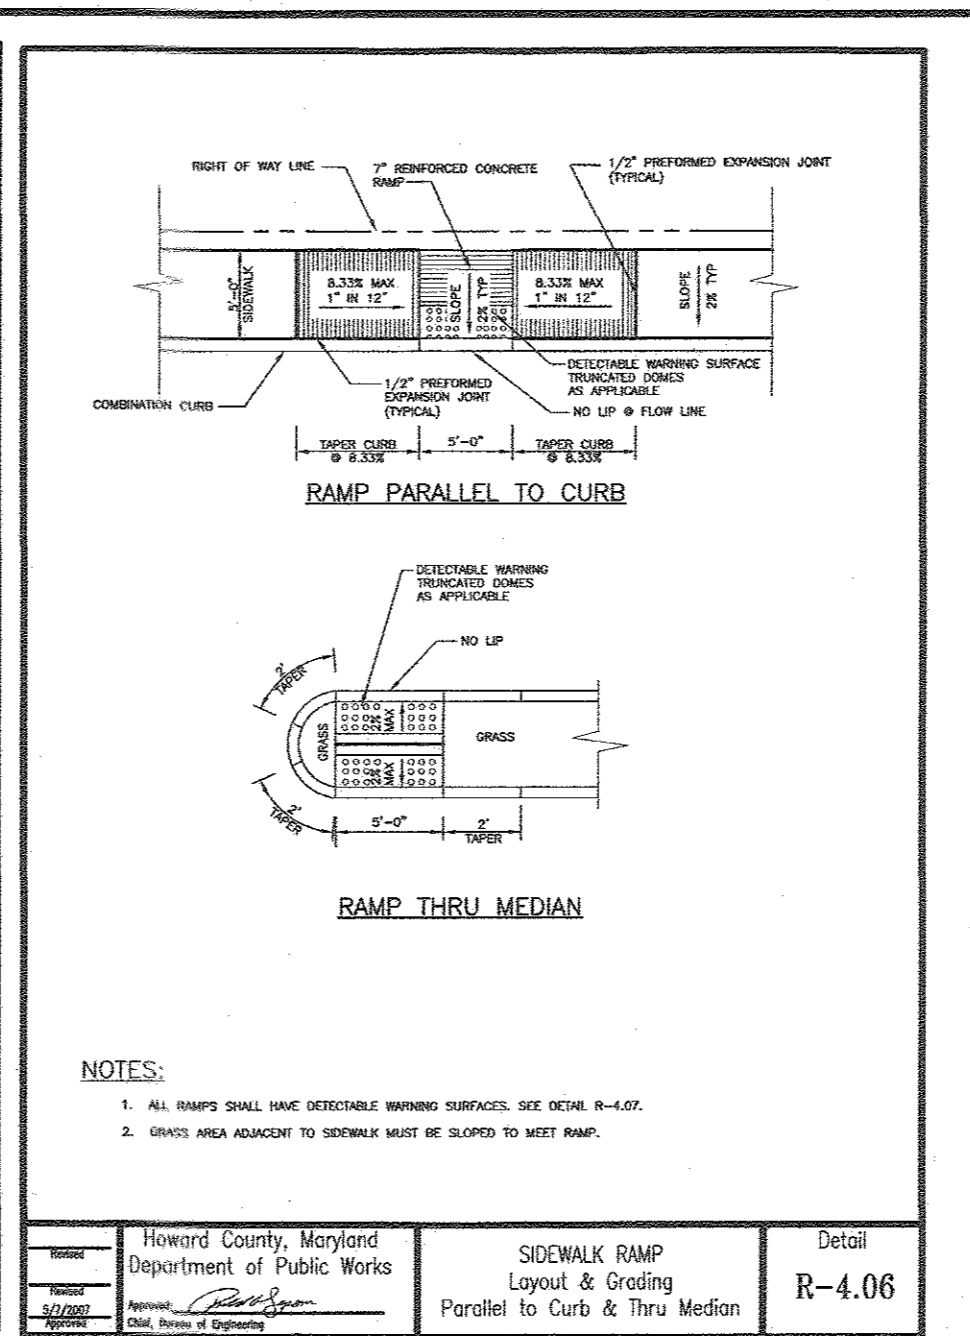 RIGHT OF WAY LINE
7" REINFORCED CONCRETE
RAMP
1/2" PREFORMED EXPANSION JOINT
(TYPICAL)
5'-0"
SIDEWALK
8.33% MAX
1" IN 12"
SLOPE
2% TYP
8.33% MAX
1" IN 12"
SLOPE
2% TYP
DETECTABLE WARNING SURFACE
TRUNCATED DOMES
AS APPLICABLE
1/2" PREFORMED
EXPANSION JOINT
(TYPICAL)
COMBINATION CURB
NO LIP @ FLOW LINE
TAPER CURB
@ 8.33%
5'-0"
TAPER CURB
@ 8.33%
RAMP PARALLEL TO CURB
DETECTABLE WARNING
TRUNCATED DOMES
AS APPLICABLE
NO LIP
2'
TAPER
GRASS
2%
MAX
2%
MAX
GRASS
2'
TAPER
5'-0"
2'
TAPER
RAMP THRU MEDIAN
NOTES:
1. ALL RAMPS SHALL HAVE DETECTABLE WARNING SURFACES. SEE DETAIL R-4.07.
2. GRASS AREA ADJACENT TO SIDEWALK MUST BE SLOPED TO MEET RAMP.
Revised
Revised
9/7/2007
Approved
Howard County, Maryland
Department of Public Works
Approved:
Chief, Bureau of Engineering
SIDEWALK RAMP
Layout & Grading
Parallel to Curb & Thru Median
Detail
R-4.06